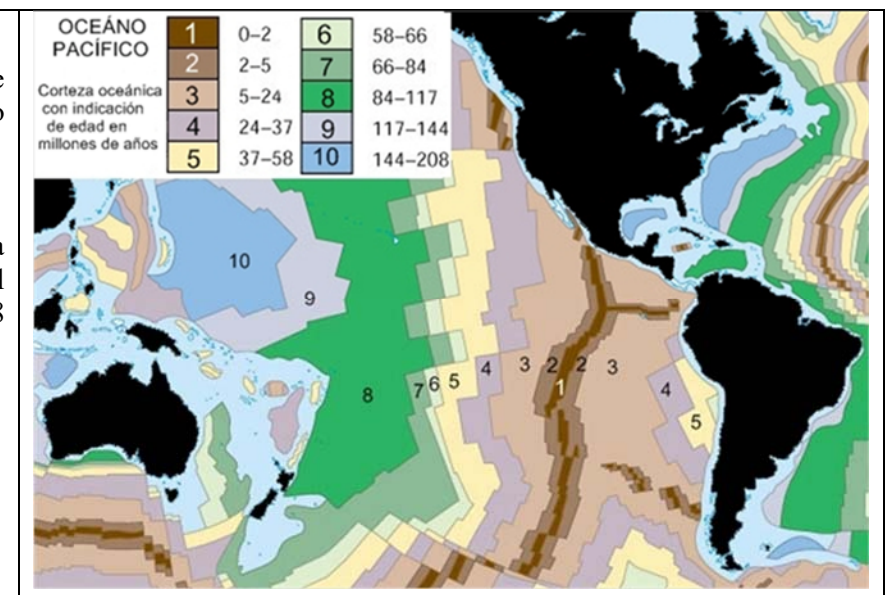 e
o
a
l
8
OCEÁNO
PACÍFICO
Corteza oceánica
con indicación
de edad en
millones de años
1 0–2
2 2–5
3 5–24
4 24–37
5 37–58
6 58–66
7 66–84
8 84–117
9 117–144
10 144–208
10
9
8 7 6 5 4 3 2 1 2 3 4 5